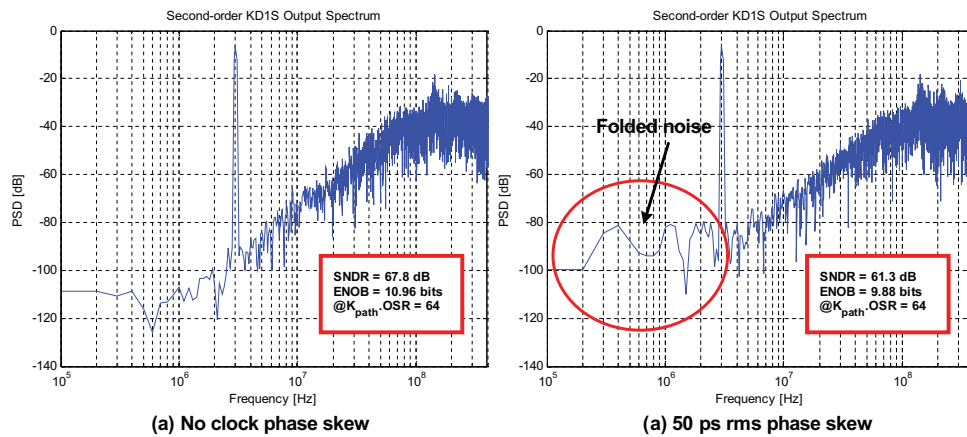 Second-order KD1S Output Spectrum
0
-20
-40
-60
-80
-100
-120
-140
PSD [dB]
SNDR = 67.8 dB
ENOB = 10.96 bits
@K_path.OSR = 64
10^5
10^6
10^7
10^8
Frequency [Hz]
(a) No clock phase skew
Second-order KD1S Output Spectrum
0
-20
-40
-60
-80
-100
-120
-140
PSD [dB]
Folded noise
SNDR = 61.3 dB
ENOB = 9.88 bits
@K_path.OSR = 64
10^5
10^6
10^7
10^8
Frequency [Hz]
(a) 50 ps rms phase skew